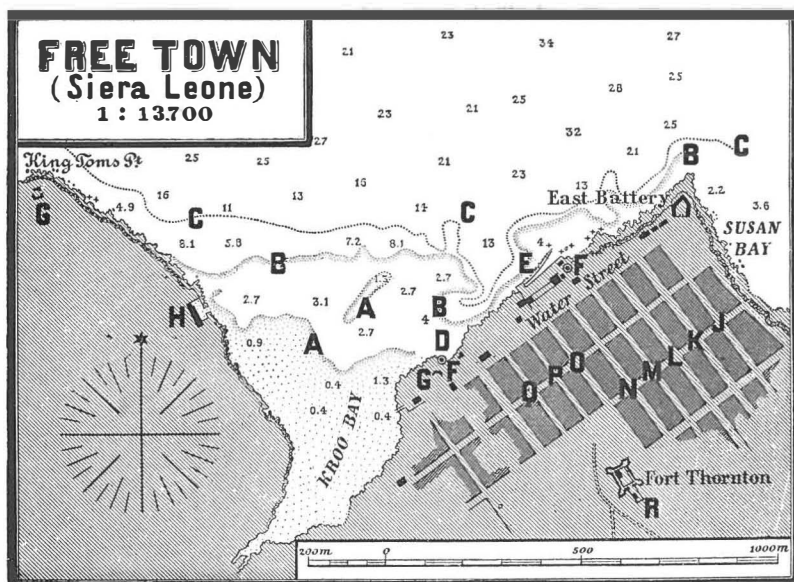 FREE TOWN
(Siera Leone)
1 : 13.700
23
27
21
34
25
28
23
21
25
25
32
27
25
25
21
23
21
King Toms Pt.
G
4.9
16
C
11
13
15
14
C
13
East Battery
B
C
2.2
3.6
SUSAN
BAY
8.1
5.8
7.2
8.1
13
E
4
F
B
2.7
Water Street
2.7
3.1
A
2.7
B
4
H
2.7
A
D
0.9
G
F
1.3
0.4
0.4
0.4
KROO BAY
Q
P
O
N
M
L
K
J
Fort Thornton
R
200m
0
500
1000m